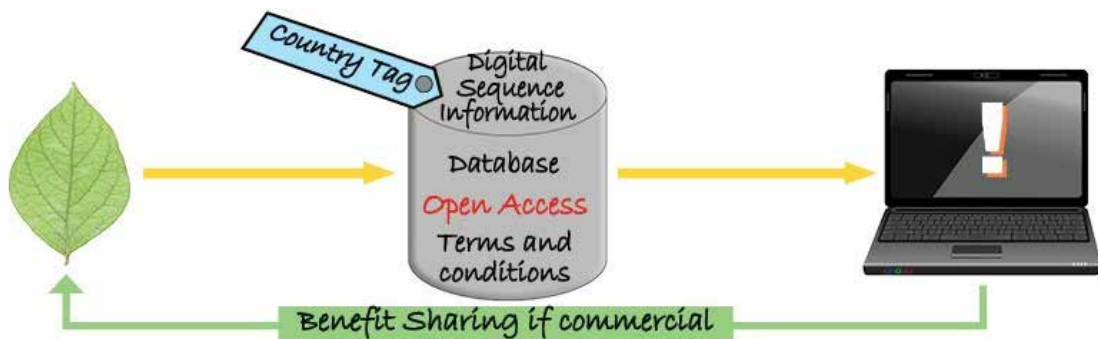 Country Tag
Digital
Sequence
Information
Database
Open Access
Terms and
conditions
!
Benefit Sharing if commercial